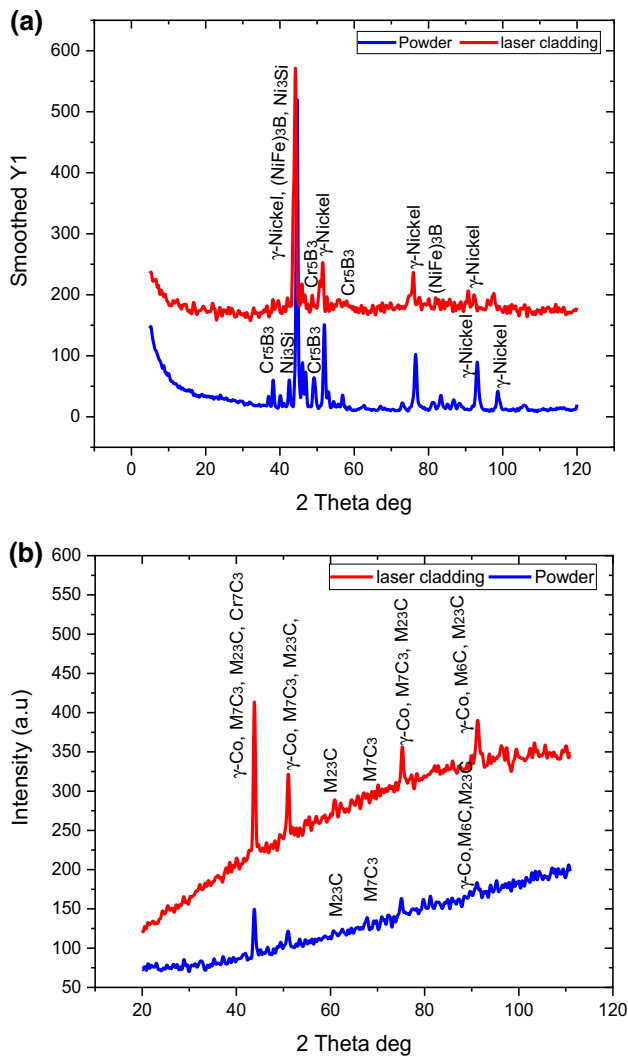 (a)
Powder
laser cladding
600
500
400
300
200
100
0
Smoothed Y1
γ-Nickel, (NiFe)3B, Ni3Si
Cr5B3
γ-Nickel
Cr5B3
γ-Nickel
(NiFe)3B
γ-Nickel
Cr5B3
Ni3Si
Cr5B3
γ-Nickel
γ-Nickel
0
20
40
60
80
100
120
2 Theta deg
(b)
laser cladding
Powder
600
550
500
450
400
350
300
250
200
150
100
50
Intensity (a.u)
γ-Co, M7C3, M23C, Cr7C3
γ-Co, M7C3, M23C,
M23C
M7C3
γ-Co, M7C3, M23C
γ-Co, M6C, M23C
M23C
M7C3
γ-Co,M6C,M23C
20
40
60
80
100
120
2 Theta deg